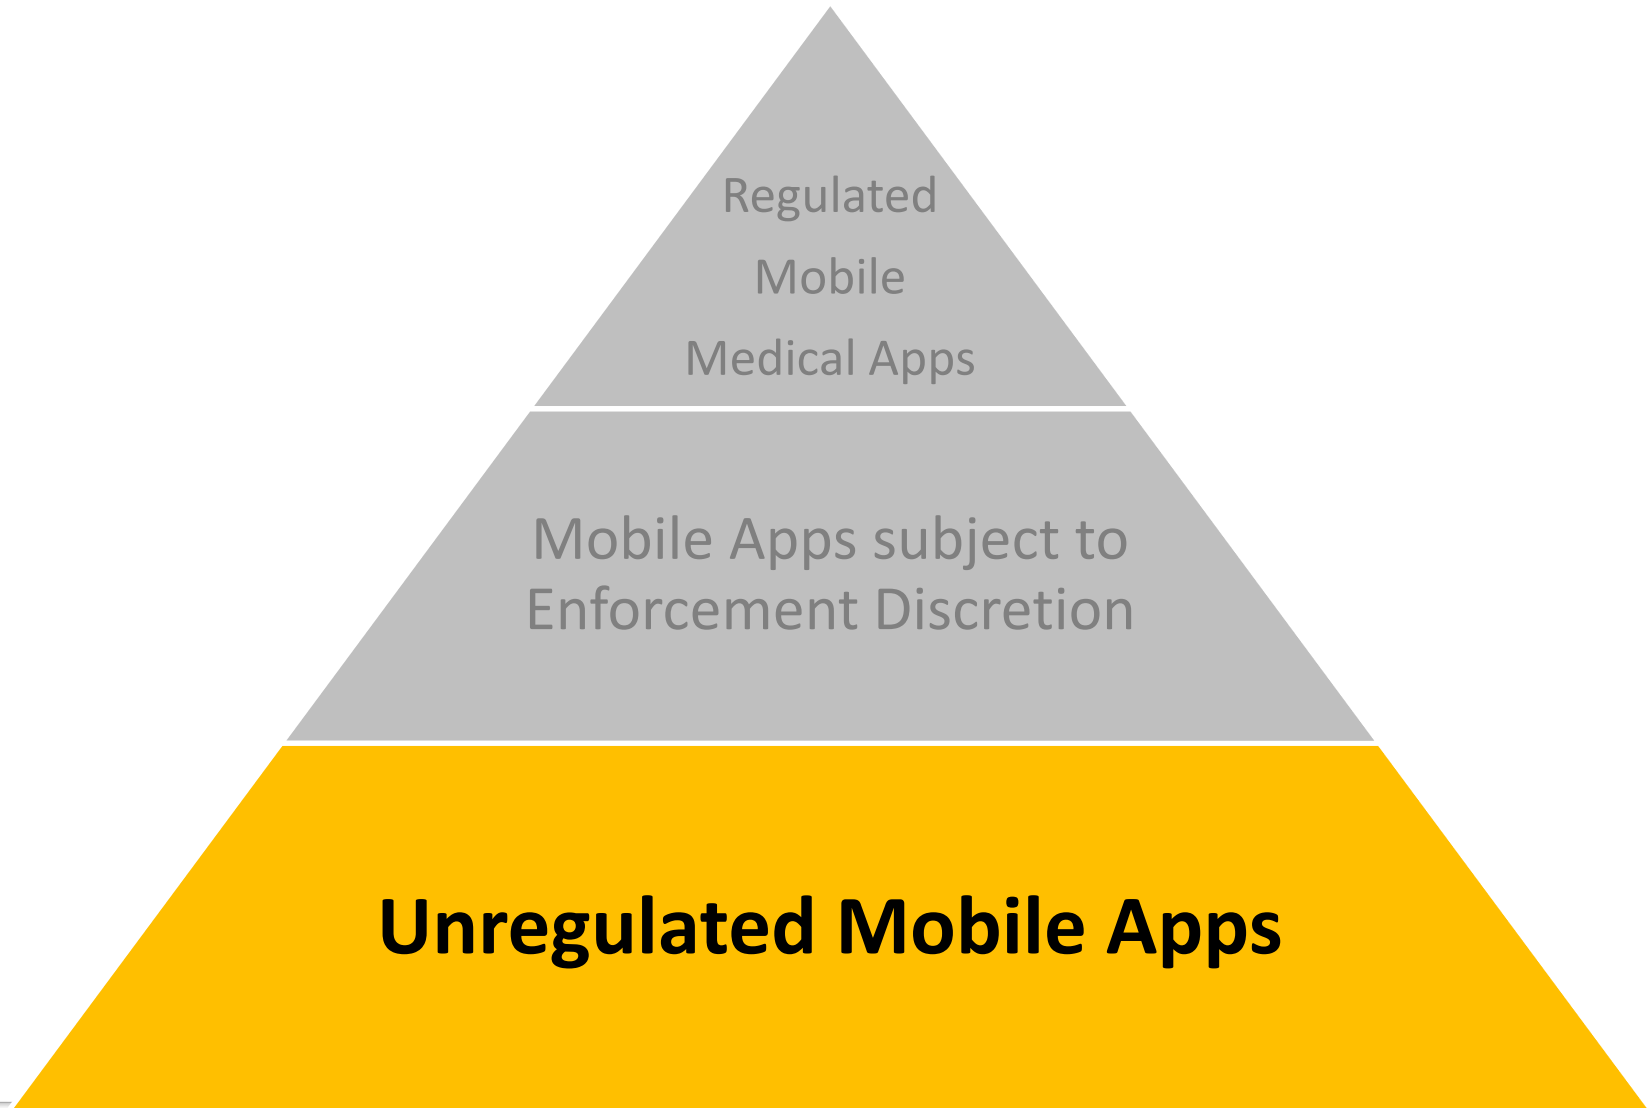 Regulated
Mobile
Medical Apps
Mobile Apps subject to
Enforcement Discretion
Unregulated Mobile Apps